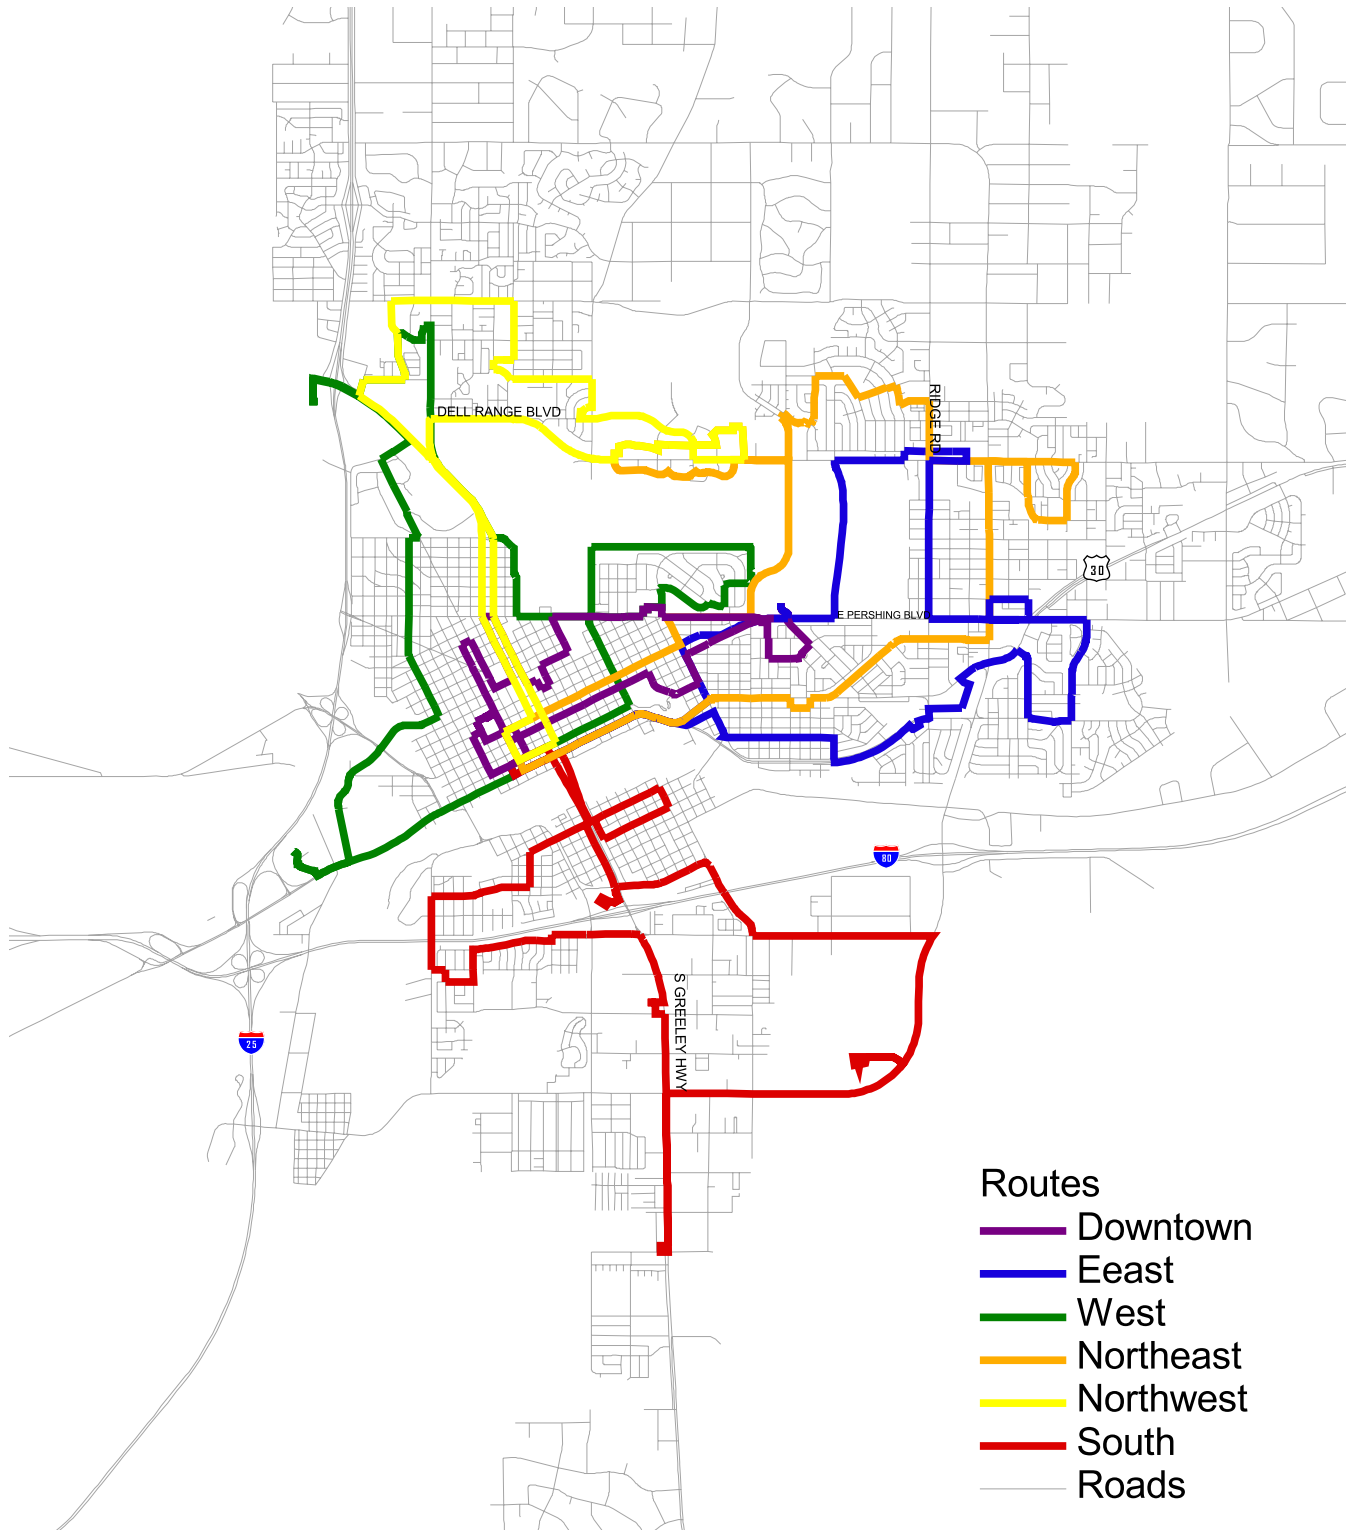 DELL RANGE BLVD
RIDGE RD
30
E PERSHING BLVD
80
S GREELEY HWY
25
Routes
Downtown
Eeast
West
Northeast
Northwest
South
Roads